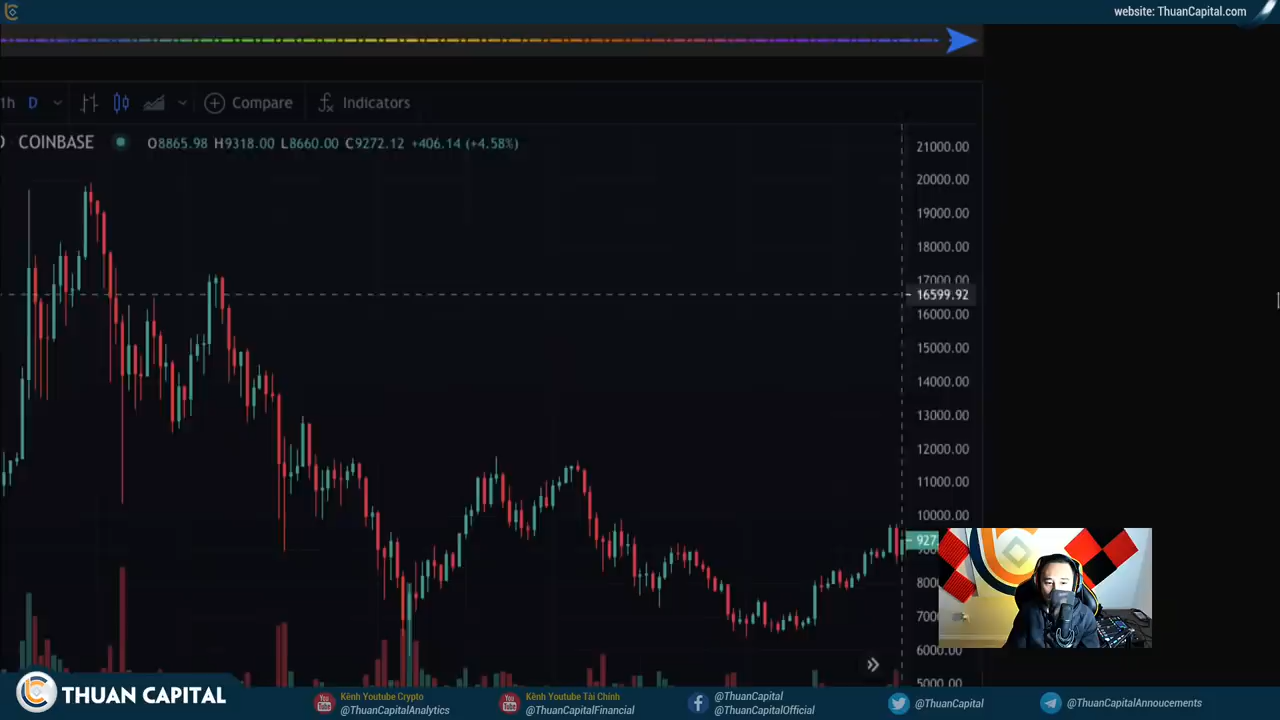 website: ThuanCapital.com
1h D Compare Indicators
COINBASE O8865.98 H9318.00 L8660.00 C9272.12 +406.14 (+4.58%)
21000.00
20000.00
19000.00
18000.00
17000.00
16599.92
16000.00
15000.00
14000.00
13000.00
12000.00
11000.00
10000.00
927
7000
6000.00
5000.00
THUAN CAPITAL
Kênh Youtube Crypto
@ThuanCapitalAnalytics
Kênh Youtube Tài Chính
@ThuanCapitalFinancial
@ThuanCapital
@ThuanCapitalOfficial
@ThuanCapital
@ThuanCapitalAnnoucements